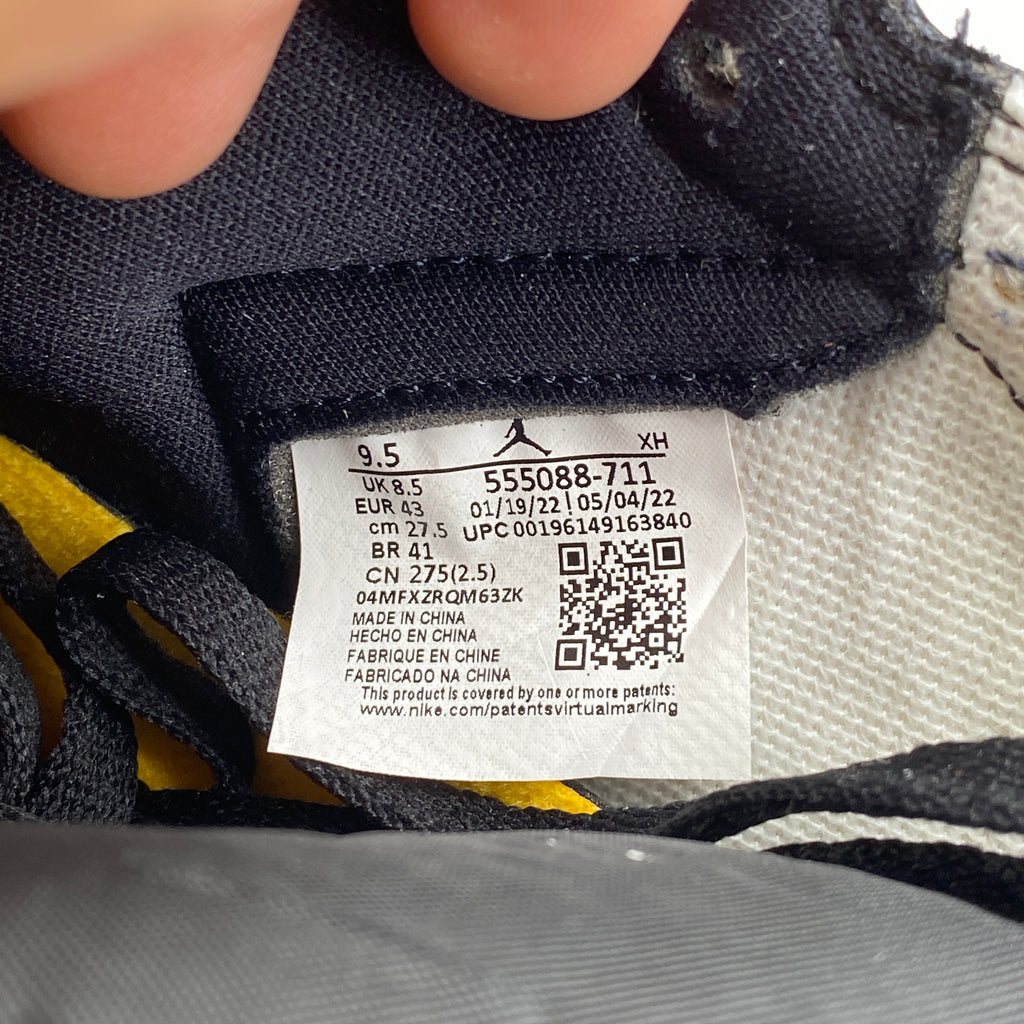 9.5 XH
UK 8.5 555088-711
EUR 43 01/19/22 | 05/04/22
cm 27.5 UPC 00196149163840
BR 41
CN 275(2.5)
04MFXZRQM63ZK
MADE IN CHINA
HECHO EN CHINA
FABRIQUE EN CHINE
FABRICADO NA CHINA
This product is covered by one or more patents:
www.nike.com/patentsvirtualmarking